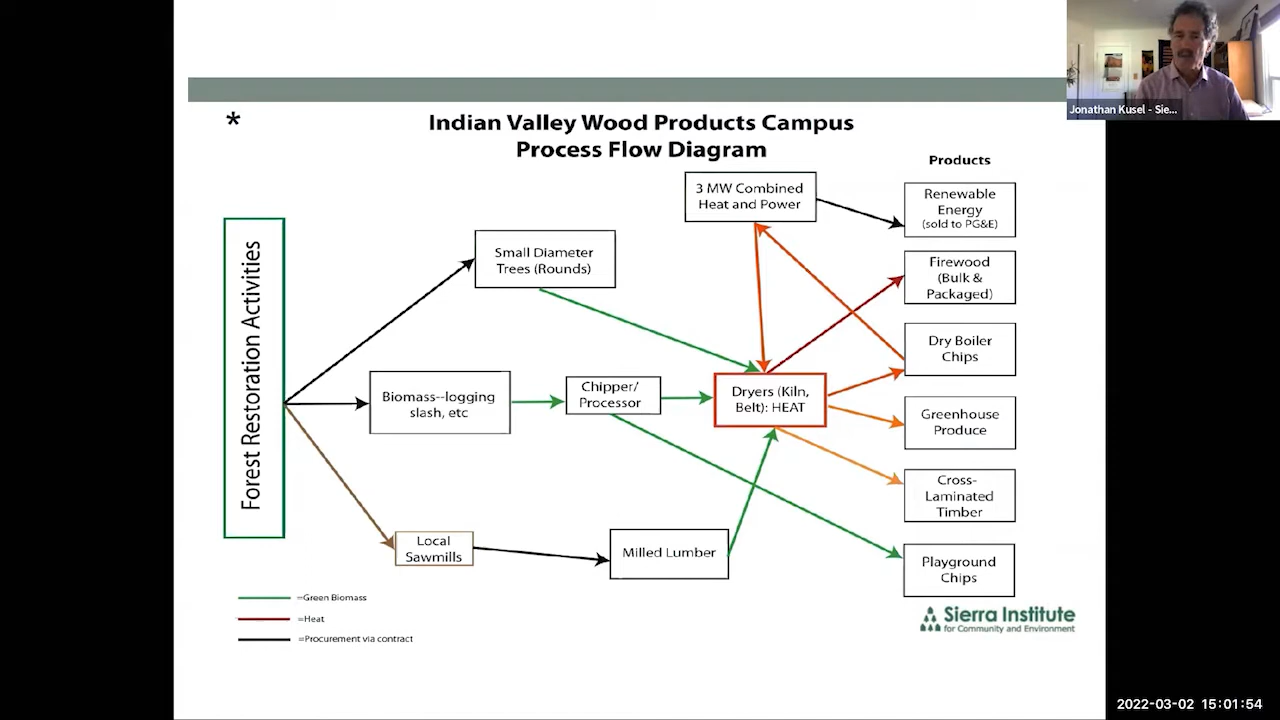 Jonathan Kusel - Sie...
*
Indian Valley Wood Products Campus
Process Flow Diagram
Products
3 MW Combined
Heat and Power
Renewable
Energy
(sold to PG&E)
Forest Restoration Activities
Small Diameter
Trees (Rounds)
Firewood
(Bulk &
Packaged)
Dry Boiler
Chips
Biomass--logging
slash, etc
Chipper/
Processor
Dryers (Kiln,
Belt): HEAT
Greenhouse
Produce
Cross-
Laminated
Timber
Local
Sawmills
Milled Lumber
Playground
Chips
=Green Biomass
=Heat
=Procurement via contract
Sierra Institute
for Community and Environment
2022-03-02 15:01:54